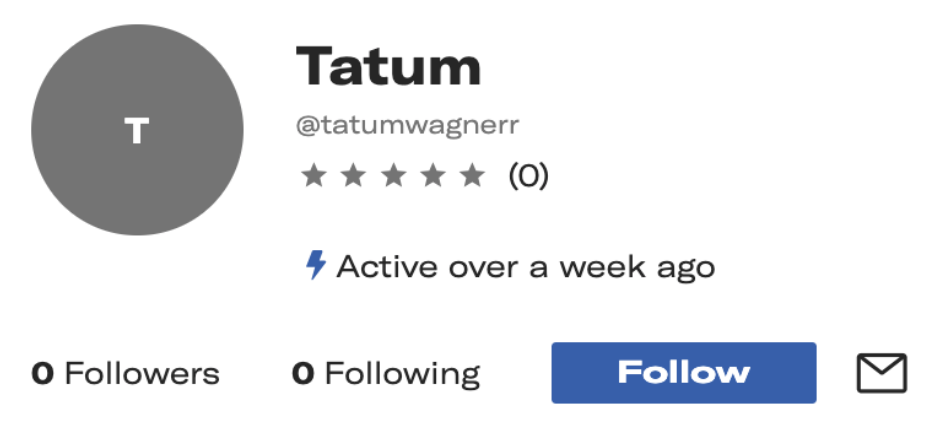 T
Tatum
@tatumwagnerr
(0)
Active over a week ago
0 Followers
0 Following
Follow